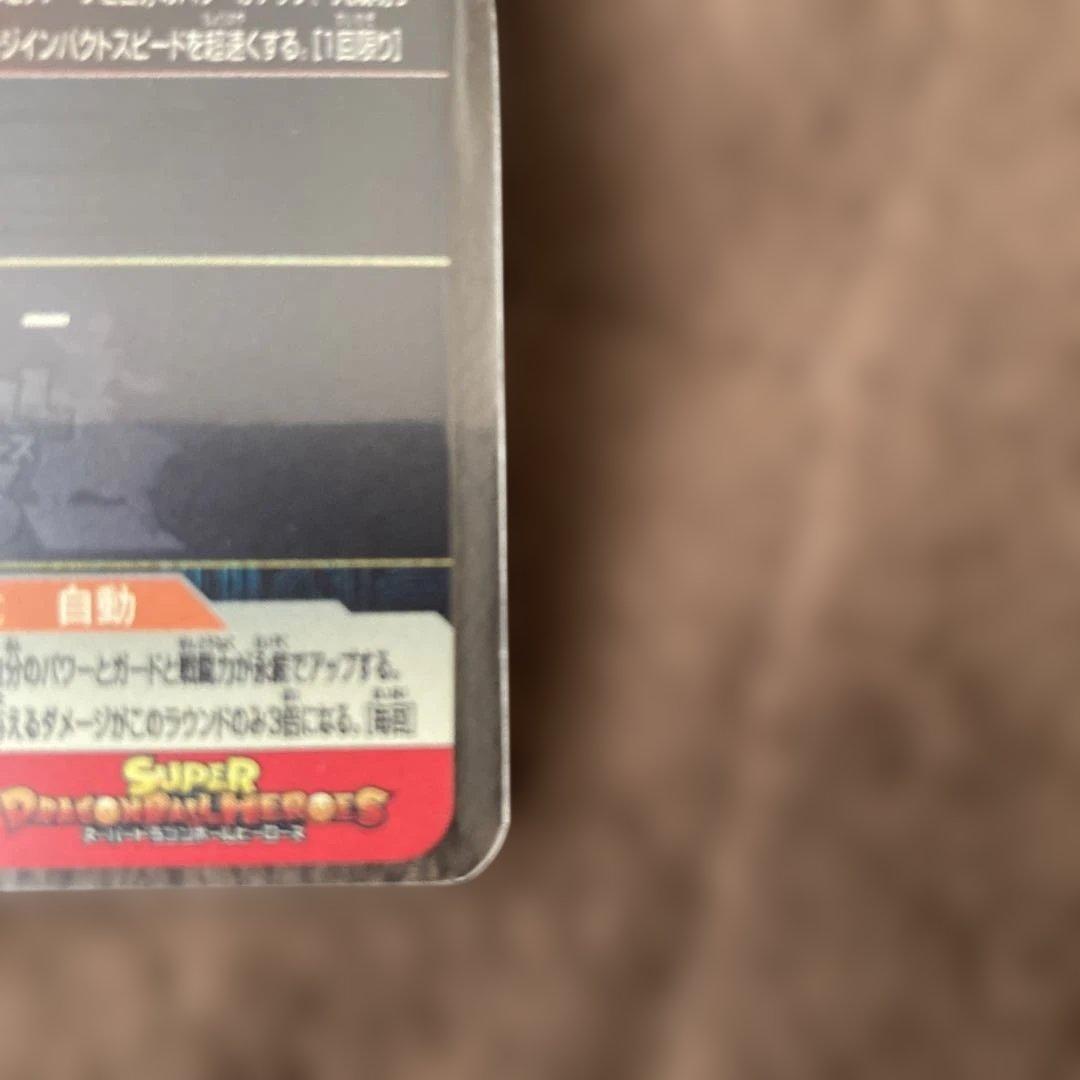 ジインパクトスピードを超速くする。[1回限り]
ー
自動
分のパワーとガードと戦闘力が永続でアップする。
えるダメージがこのラウンドのみ3倍になる。[毎回]
SUPER
DRAGONBALL HEROES
スーパードラゴンボールヒーローズ